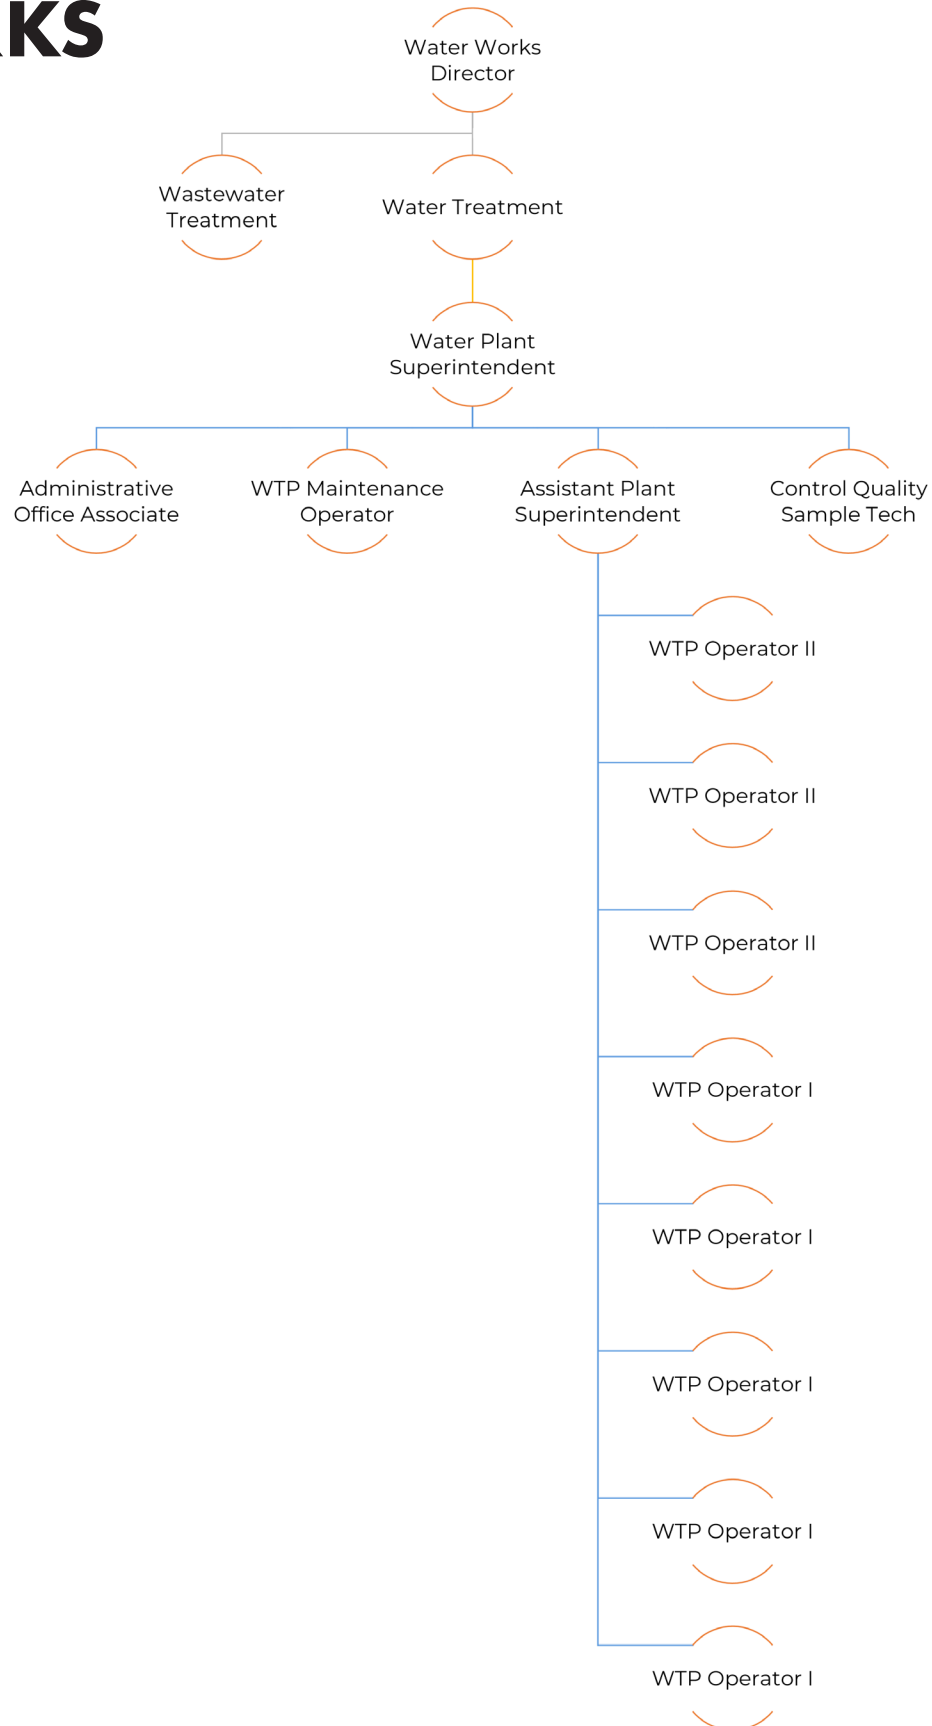 RKS
Water Works
Director
Wastewater
Treatment
Water Treatment
Water Plant
Superintendent
Administrative
Office Associate
WTP Maintenance
Operator
Assistant Plant
Superintendent
Control Quality
Sample Tech
WTP Operator II
WTP Operator II
WTP Operator II
WTP Operator I
WTP Operator I
WTP Operator I
WTP Operator I
WTP Operator I